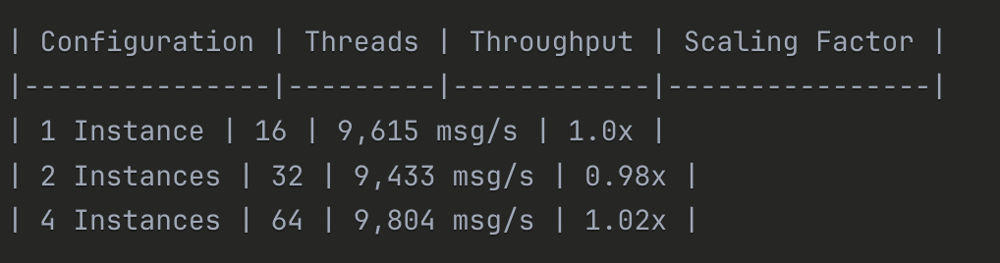 | Configuration | Threads | Throughput | Scaling Factor |
|---------------|---------|------------|----------------|
| 1 Instance | 16 | 9,615 msg/s | 1.0x |
| 2 Instances | 32 | 9,433 msg/s | 0.98x |
| 4 Instances | 64 | 9,804 msg/s | 1.02x |